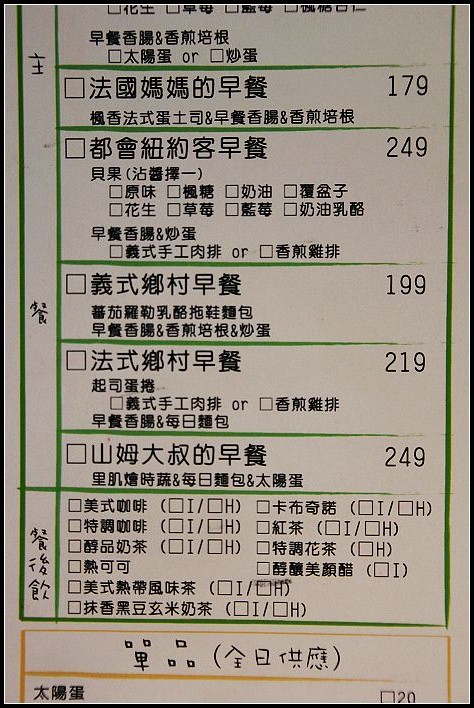 □花生 □草莓 □藍莓 □楓糖杏仁
早餐香腸&香煎培根
□太陽蛋 or □炒蛋
主
□法國媽媽的早餐 179
楓香法式蛋土司&早餐香腸&香煎培根
□都會紐約客早餐 249
貝果(沾醬擇一)
□原味 □楓糖 □奶油 □覆盆子
□花生 □草莓 □藍莓 □奶油乳酪
早餐香腸&炒蛋
□義式手工肉排 or □香煎雞排
餐
□義式鄉村早餐 199
蕃茄羅勒乳酪拖鞋麵包
早餐香腸&香煎培根&炒蛋
□法式鄉村早餐 219
起司蛋捲
□義式手工肉排 or □香煎雞排
早餐香腸&每日麵包
□山姆大叔的早餐 249
里肌燴時蔬&每日麵包&太陽蛋
餐後飲
□美式咖啡 (□I/□H) □卡布奇諾 (□I/□H)
□特調咖啡 (□I/□H) □紅茶 (□I/□H)
□醇品奶茶 (□I/□H) □特調花茶 (□H)
□熱可可 □醇釀美顏醋 (□I)
□美式熱帶風味茶 (□I/□H)
□抹香黑豆玄米奶茶 (□I/□H)
單品(全日供應)
太陽蛋 □20